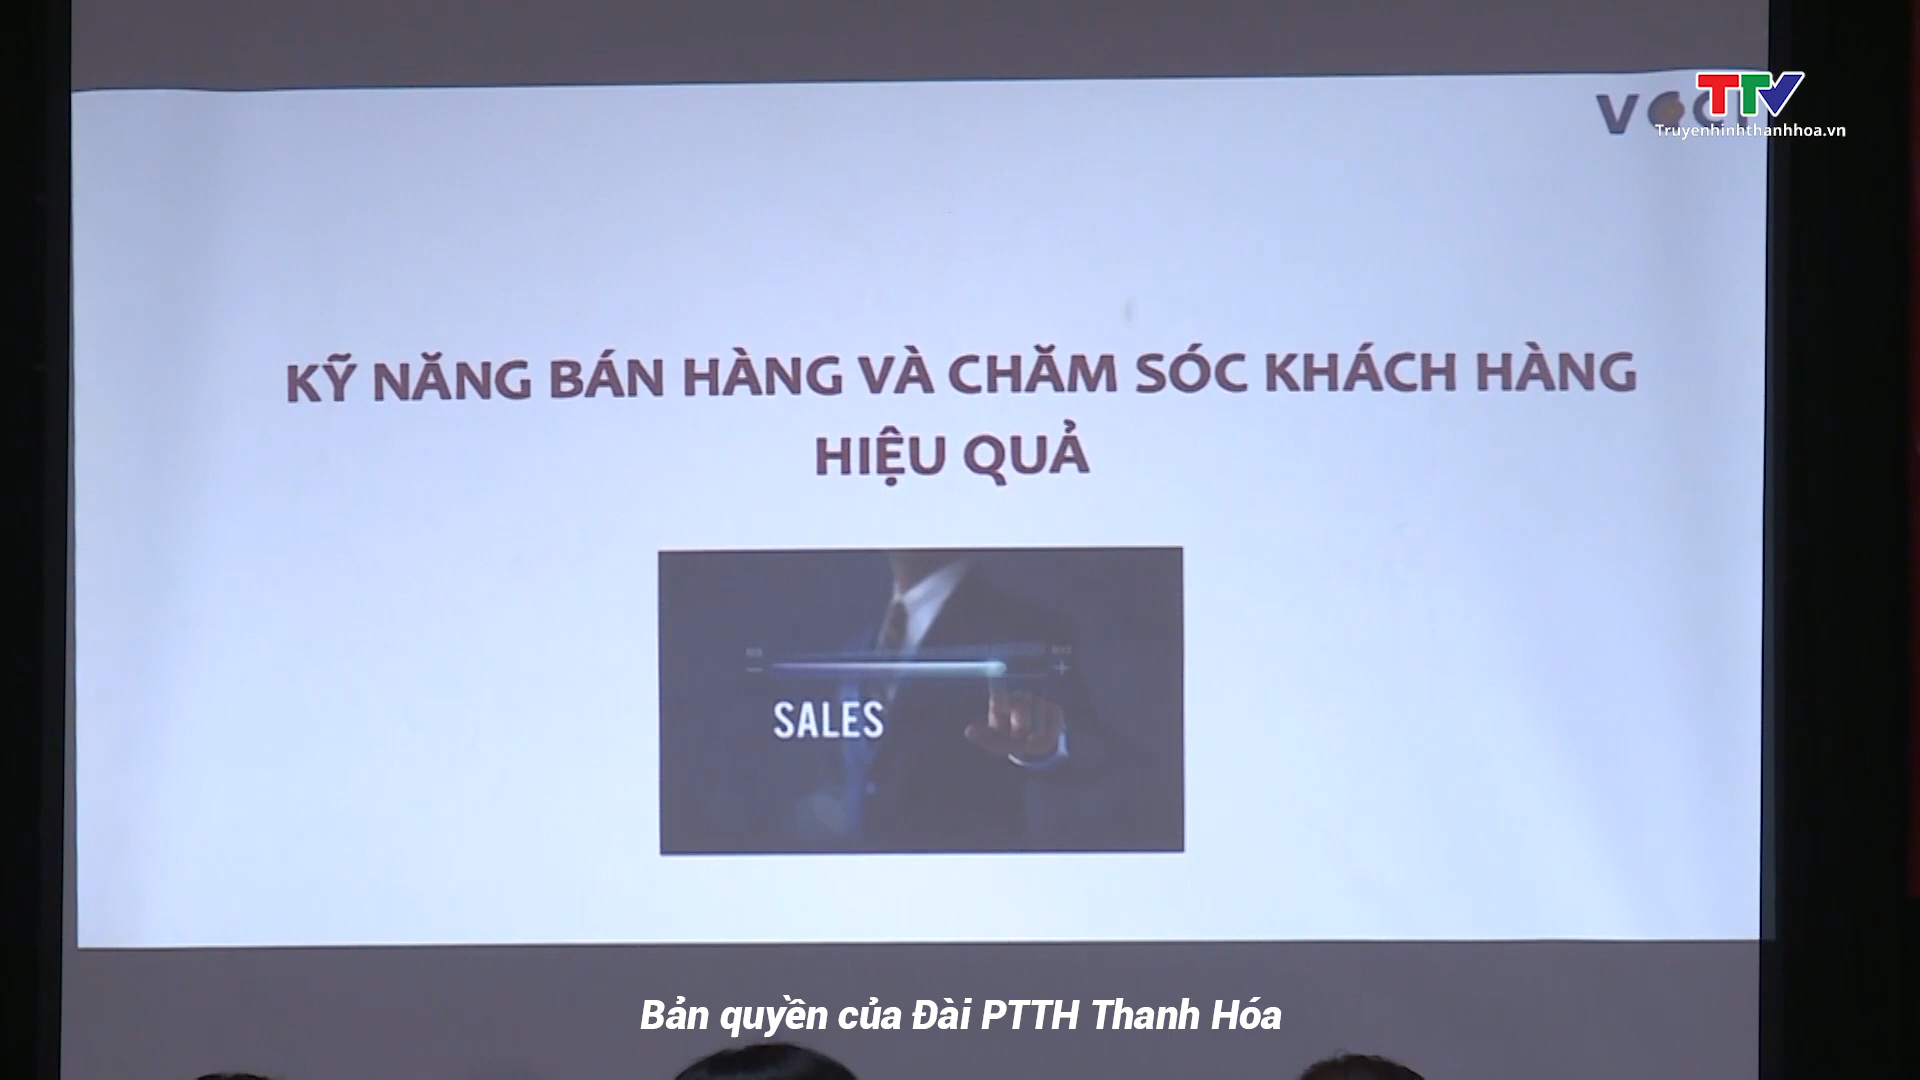 TTV
Truyenhinhthanhhoa.vn
KỸ NĂNG BÁN HÀNG VÀ CHĂM SÓC KHÁCH HÀNG
HIỆU QUẢ
SALES
Bản quyền của Đài PTTH Thanh Hóa